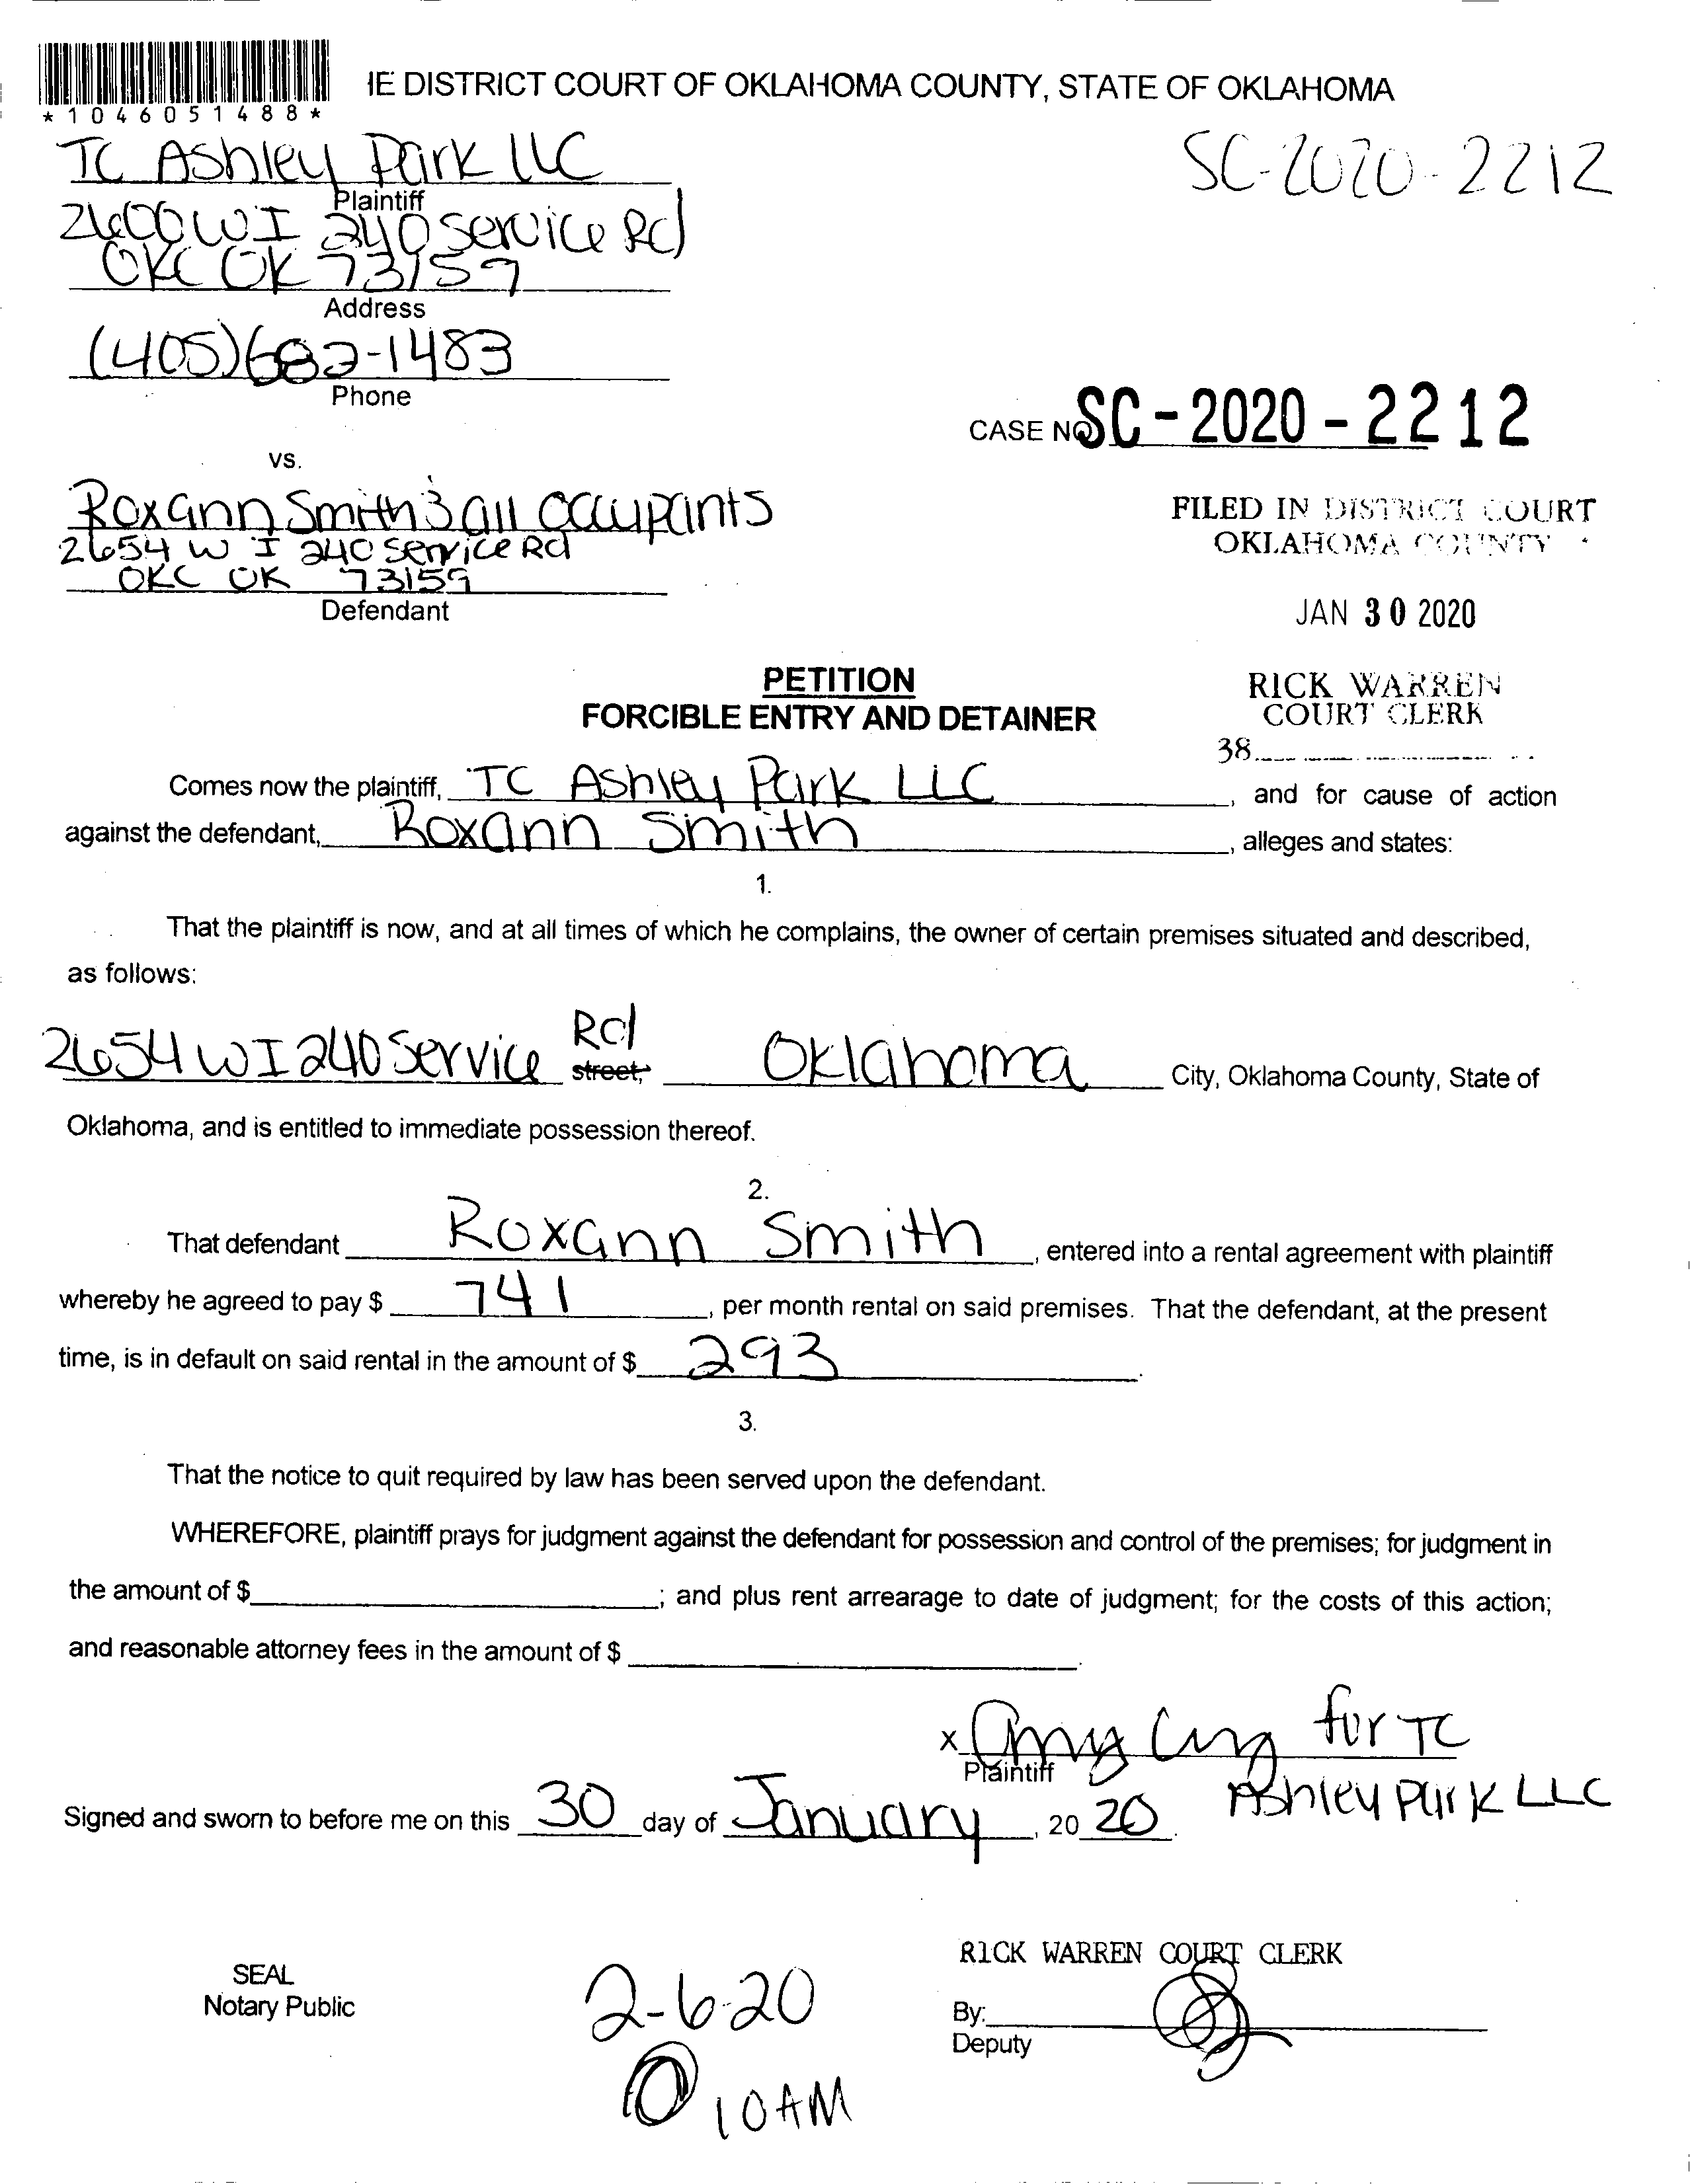 *1046051488*
IE DISTRICT COURT OF OKLAHOMA COUNTY, STATE OF OKLAHOMA
TC Ashley Park LLC
SC-2020-2212
Plaintiff
2600 W I 240 Service Rd
OKC OK 73159
Address
(405)682-1483
Phone
CASE NO SC-2020-2212
vs.
Roxann Smith & all occupants
2654 W I 240 Service Rd
OKC OK 73159
Defendant
FILED IN DISTRICT COURT
OKLAHOMA COUNTY
JAN 30 2020
RICK WARREN
COURT CLERK
38
PETITION
FORCIBLE ENTRY AND DETAINER
Comes now the plaintiff, TC Ashley Park LLC, and for cause of action
against the defendant, Roxann Smith, alleges and states:
1.
That the plaintiff is now, and at all times of which he complains, the owner of certain premises situated and described,
as follows:
2654 W I 240 Service Rd street, Oklahoma City, Oklahoma County, State of
Oklahoma, and is entitled to immediate possession thereof.
2.
That defendant Roxann Smith, entered into a rental agreement with plaintiff
whereby he agreed to pay $ 741, per month rental on said premises. That the defendant, at the present
time, is in default on said rental in the amount of $ 293.
3.
That the notice to quit required by law has been served upon the defendant.
WHEREFORE, plaintiff prays for judgment against the defendant for possession and control of the premises; for judgment in
the amount of $ ; and plus rent arrearage to date of judgment; for the costs of this action;
and reasonable attorney fees in the amount of $ .
x Amy for TC
Plaintiff
Ashley Park LLC
Signed and sworn to before me on this 30 day of January, 20 20.
SEAL
Notary Public
2-6-20
@ 10AM
RICK WARREN COURT CLERK
By:
Deputy